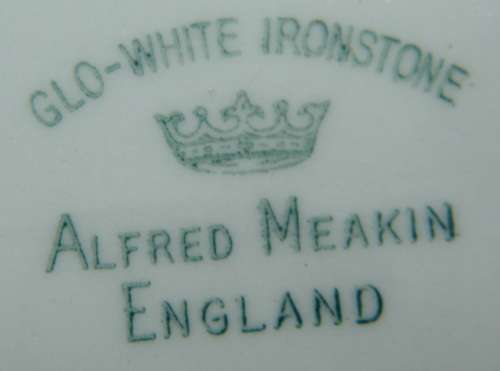 GLO-WHITE IRONSTONE
ALFRED MEAKIN
ENGLAND